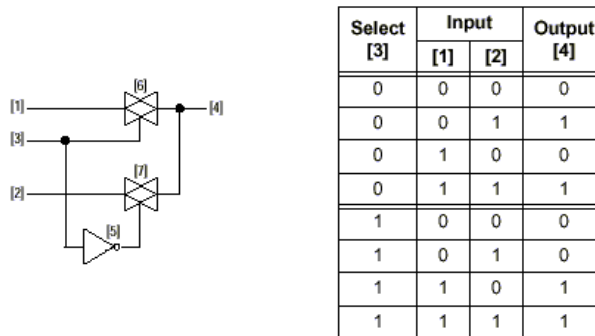 [6]
[1] [4]
[3]
[7]
[2]
[5]
Select [3] Input Output [4]
[1] [2]
0 0 0 0
0 0 1 1
0 1 0 0
0 1 1 1
1 0 0 0
1 0 1 0
1 1 0 1
1 1 1 1